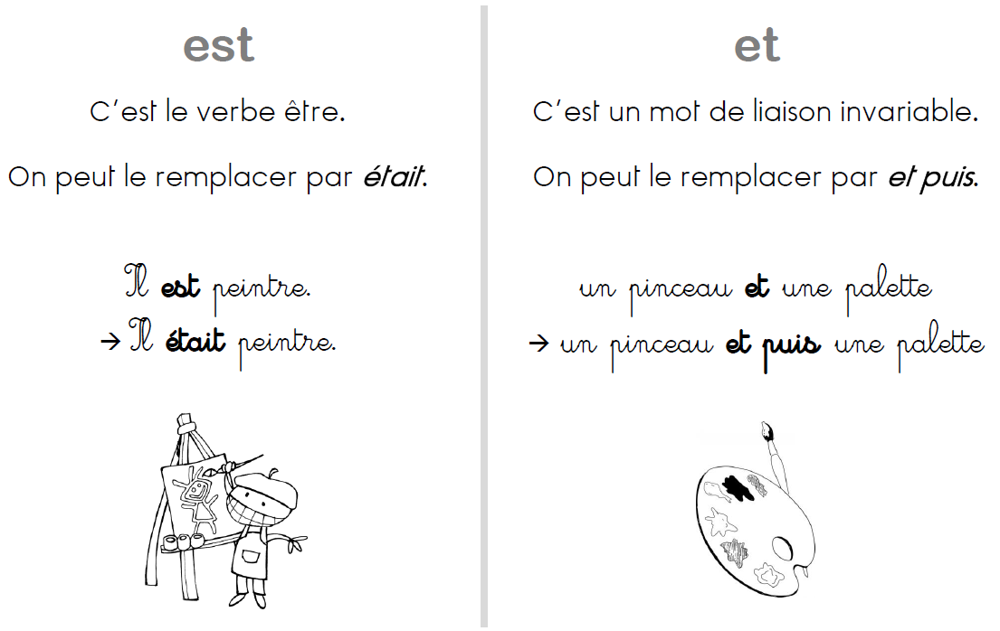 est
C'est le verbe être.
On peut le remplacer par était.
Il est peintre.
→ Il était peintre.
et
C'est un mot de liaison invariable.
On peut le remplacer par et puis.
un pinceau et une palette
→ un pinceau et puis une palette